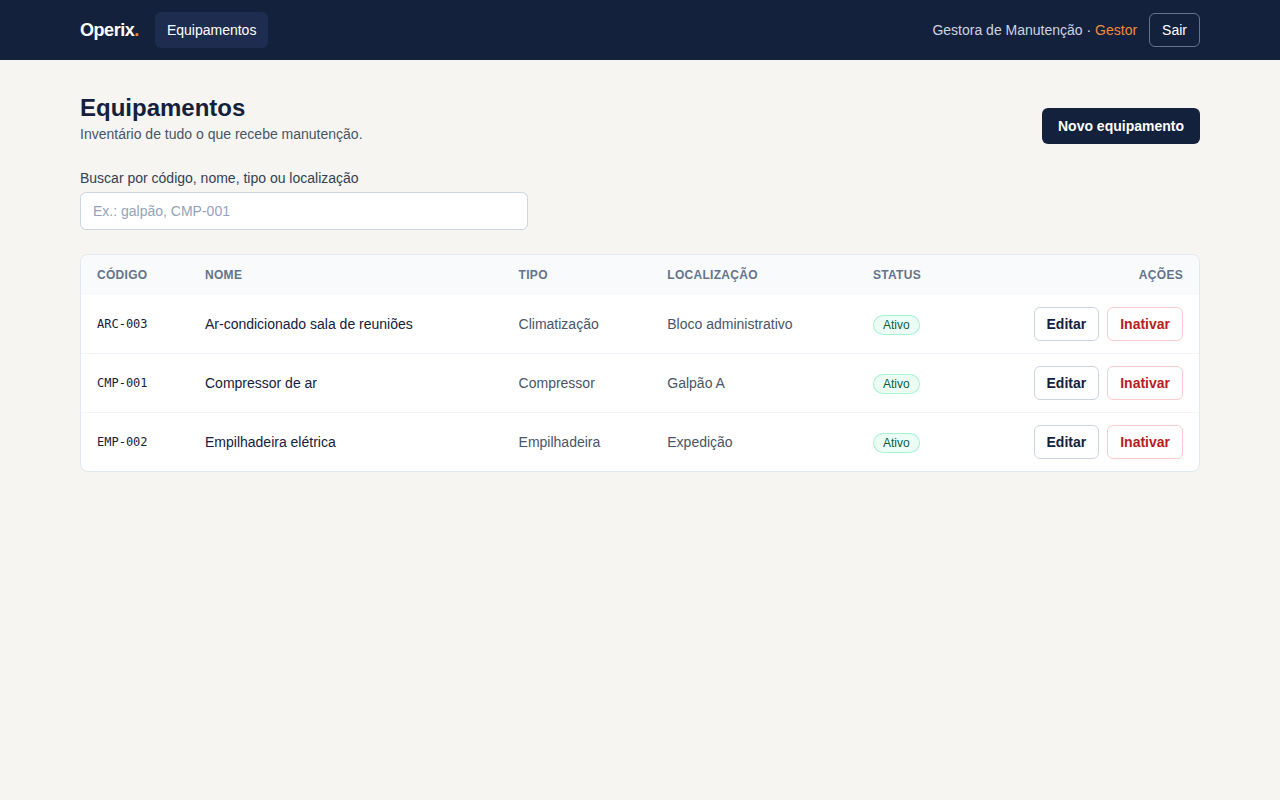 Operix. Equipamentos Gestora de Manutenção · Gestor Sair
Equipamentos
Inventário de tudo o que recebe manutenção.
Novo equipamento
Buscar por código, nome, tipo ou localização
Ex.: galpão, CMP-001
CÓDIGO NOME TIPO LOCALIZAÇÃO STATUS AÇÕES
ARC-003 Ar-condicionado sala de reuniões Climatização Bloco administrativo Ativo Editar Inativar
CMP-001 Compressor de ar Compressor Galpão A Ativo Editar Inativar
EMP-002 Empilhadeira elétrica Empilhadeira Expedição Ativo Editar Inativar